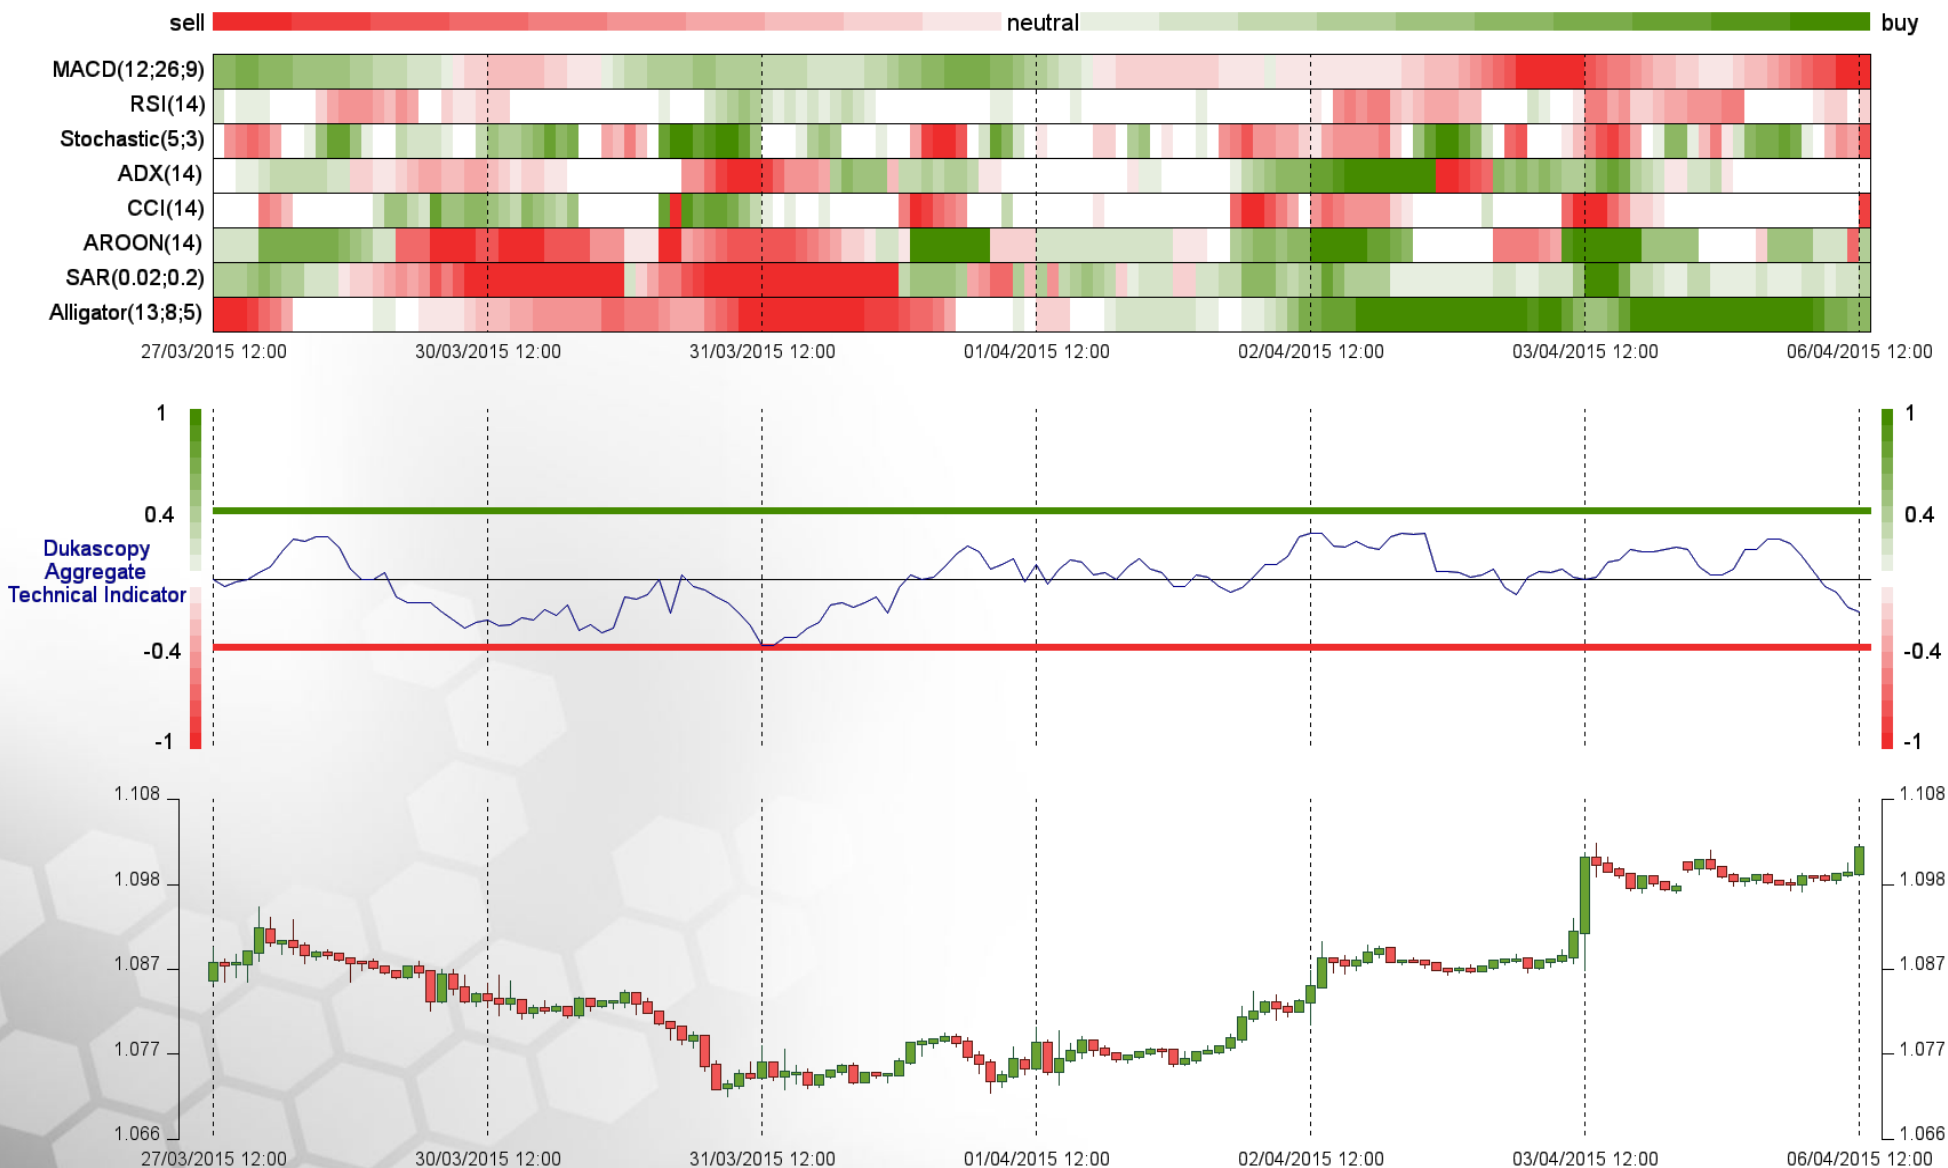 sell neutral buy
MACD(12;26;9)
RSI(14)
Stochastic(5;3)
ADX(14)
CCI(14)
AROON(14)
SAR(0.02;0.2)
Alligator(13;8;5)
27/03/2015 12:00 30/03/2015 12:00 31/03/2015 12:00 01/04/2015 12:00 02/04/2015 12:00 03/04/2015 12:00 06/04/2015 12:00
1 1
0.4 0.4
Dukascopy
Aggregate
Technical Indicator
-0.4 -0.4
-1 -1
1.108 1.108
1.098 1.098
1.087 1.087
1.077 1.077
1.066 1.066
27/03/2015 12:00 30/03/2015 12:00 31/03/2015 12:00 01/04/2015 12:00 02/04/2015 12:00 03/04/2015 12:00 06/04/2015 12:00